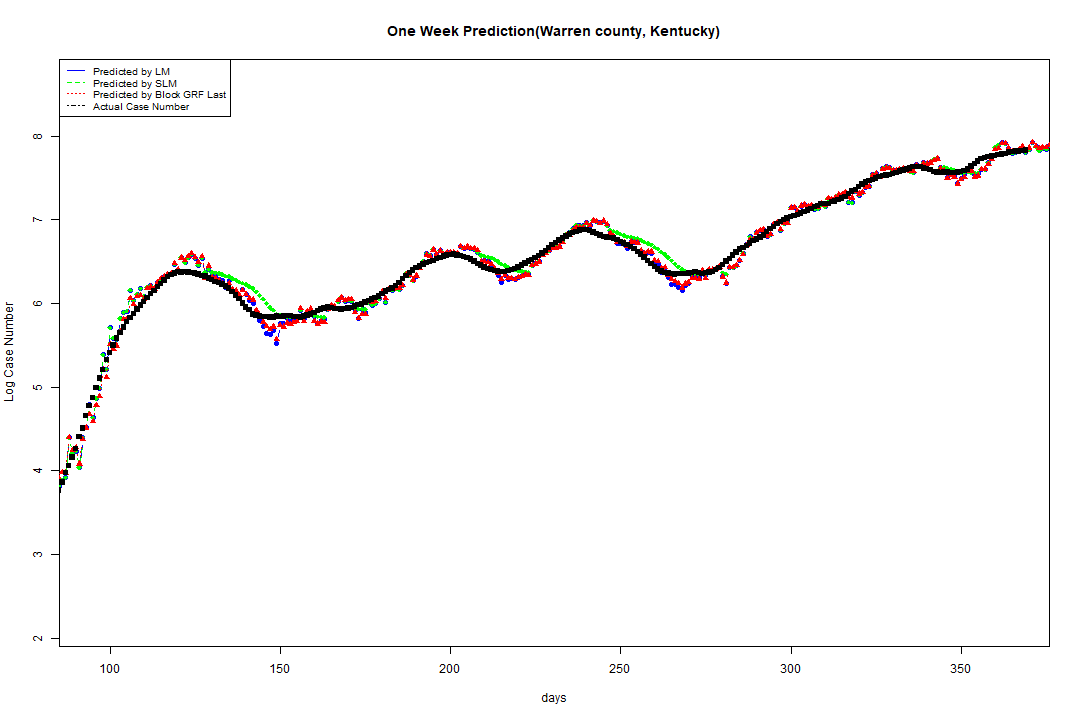 One Week Prediction(Warren county, Kentucky)
Predicted by LM
Predicted by SLM
Predicted by Block GRF Last
Actual Case Number
8
7
6
5
4
3
2
Log Case Number
100 150 200 250 300 350
days